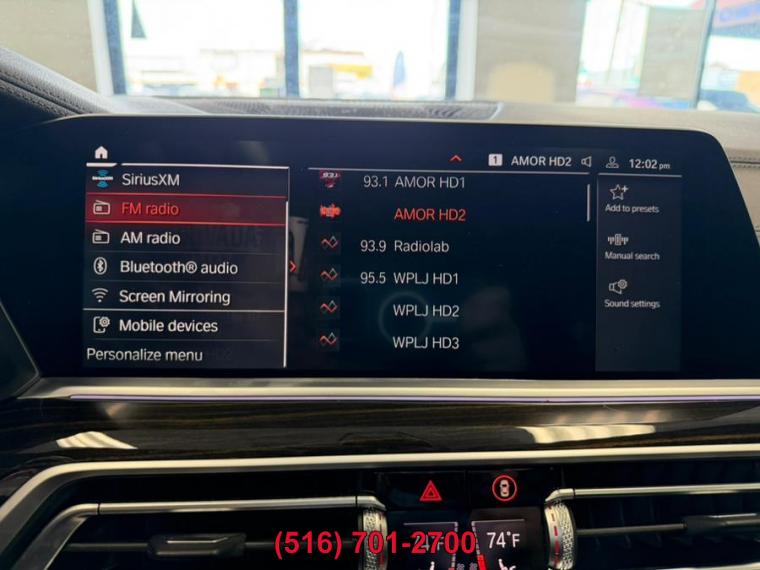 1 AMOR HD2 12:02 pm
SiriusXM
FM radio
AM radio
Bluetooth® audio
Screen Mirroring
Mobile devices
Personalize menu
93.1 AMOR HD1
AMOR HD2
93.9 Radiolab
95.5 WPLJ HD1
WPLJ HD2
WPLJ HD3
Add to presets
Manual search
Sound settings
74°F
(516) 701-2700